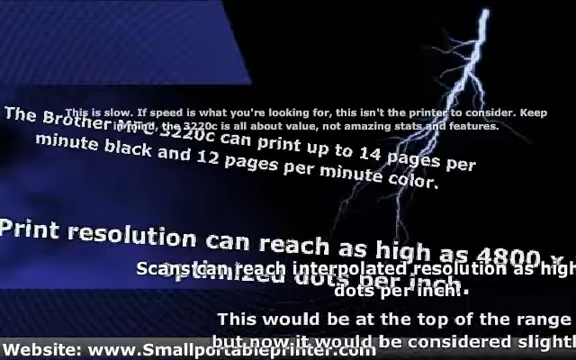 This is slow. If speed is what you're looking for, this isn't the printer to consider. Keep
in mind, the 3220c is all about value, not amazing stats and features.
The Brother MFC 3220c can print up to 14 pages per
minute black and 12 pages per minute color.
Print resolution can reach as high as 4800 x
optimized dots per inch.
Scans can reach interpolated resolution as high
dots per inch!
This would be at the top of the range
but now it would be considered slightl
Website: www.Smallportableprinter.com